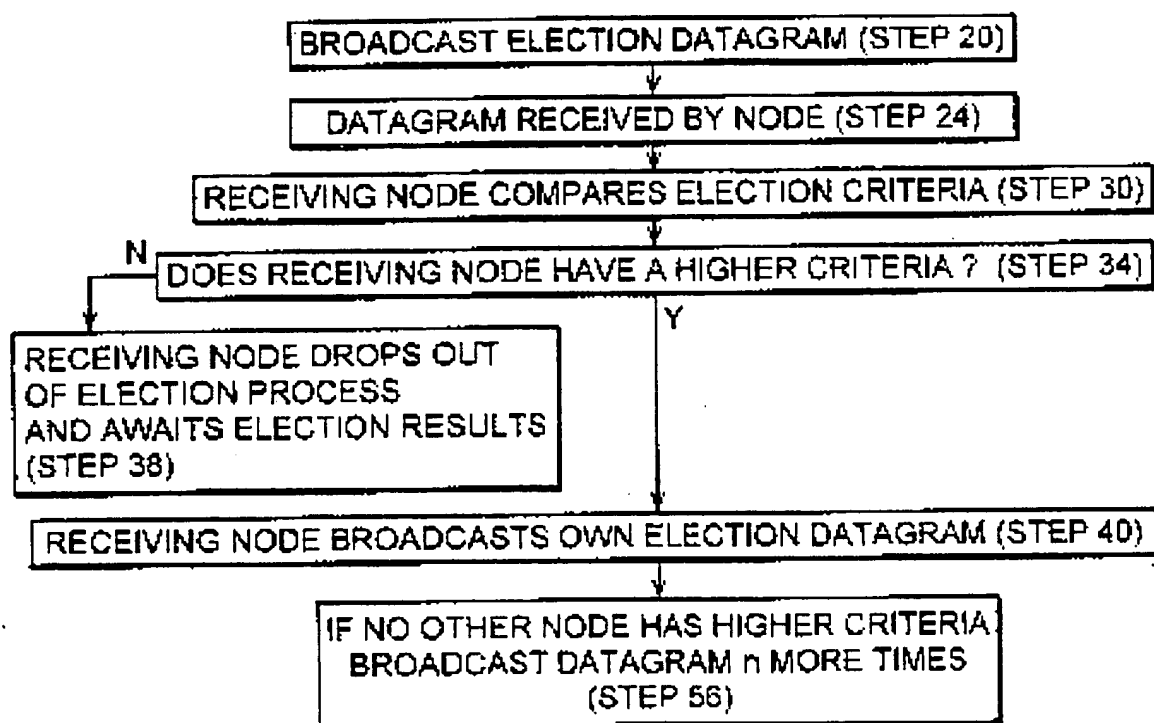 BROADCAST ELECTION DATAGRAM (STEP 20)
DATAGRAM RECEIVED BY NODE (STEP 24)
RECEIVING NODE COMPARES ELECTION CRITERIA (STEP 30)
N
DOES RECEIVING NODE HAVE A HIGHER CRITERIA ? (STEP 34)
Y
RECEIVING NODE DROPS OUT
OF ELECTION PROCESS
AND AWAITS ELECTION RESULTS
(STEP 38)
RECEIVING NODE BROADCASTS OWN ELECTION DATAGRAM (STEP 40)
IF NO OTHER NODE HAS HIGHER CRITERIA
BROADCAST DATAGRAM n MORE TIMES
(STEP 56)